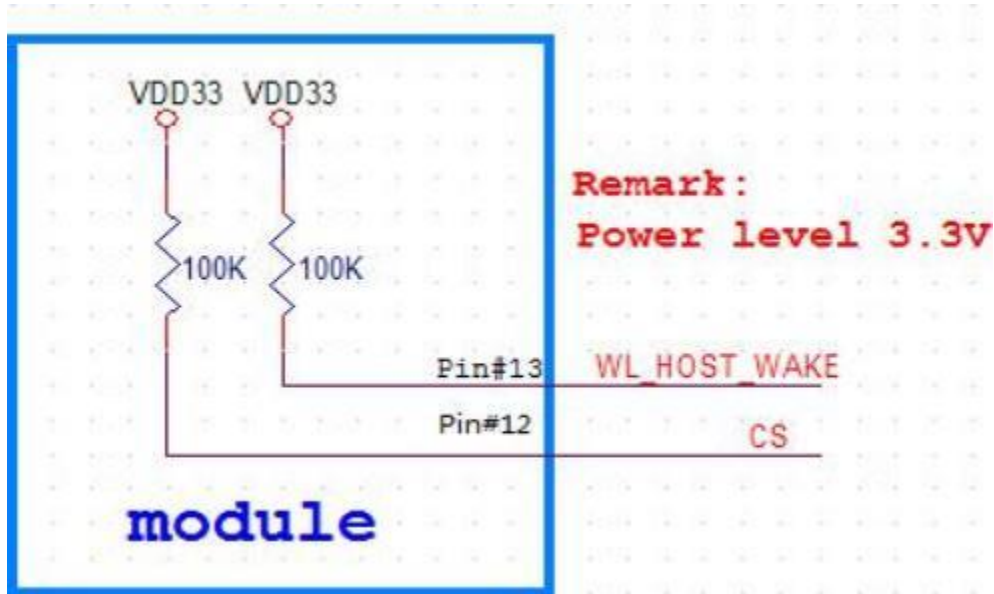 VDD33 VDD33
Remark:
Power level 3.3V
100K 100K
Pin#13 WL_HOST_WAKE
Pin#12 CS
module